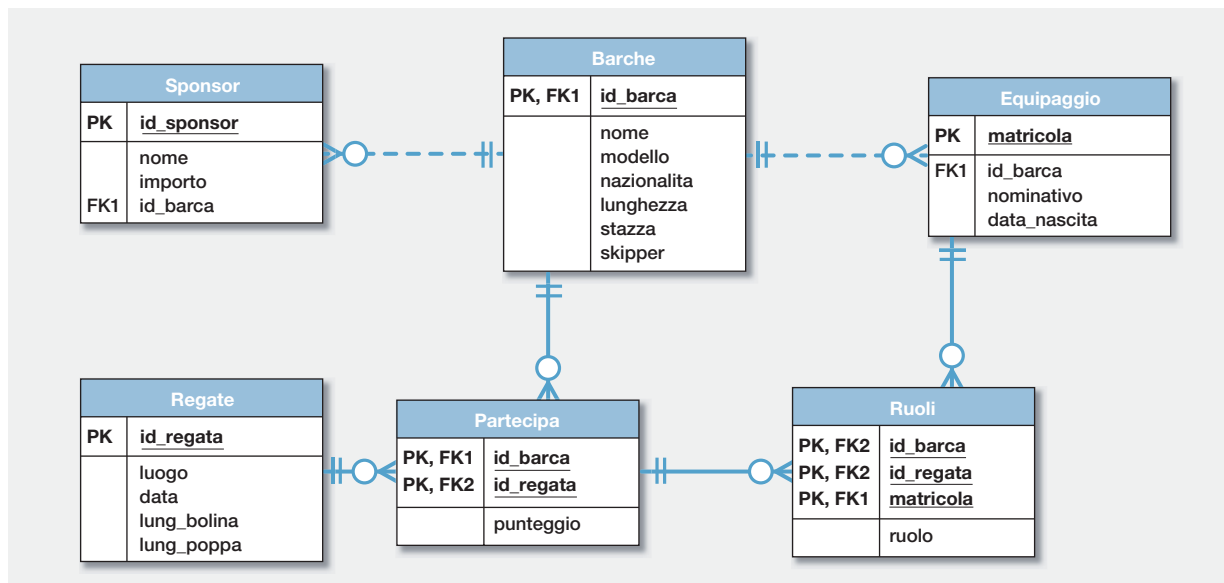 Sponsor
PK id_sponsor
nome
importo
FK1 id_barca
Barche
PK, FK1 id_barca
nome
modello
nazionalita
lunghezza
stazza
skipper
Equipaggio
PK matricola
FK1 id_barca
nominativo
data_nascita
Regate
PK id_regata
luogo
data
lung_bolina
lung_poppa
Partecipa
PK, FK1 id_barca
PK, FK2 id_regata
punteggio
Ruoli
PK, FK2 id_barca
PK, FK2 id_regata
PK, FK1 matricola
ruolo